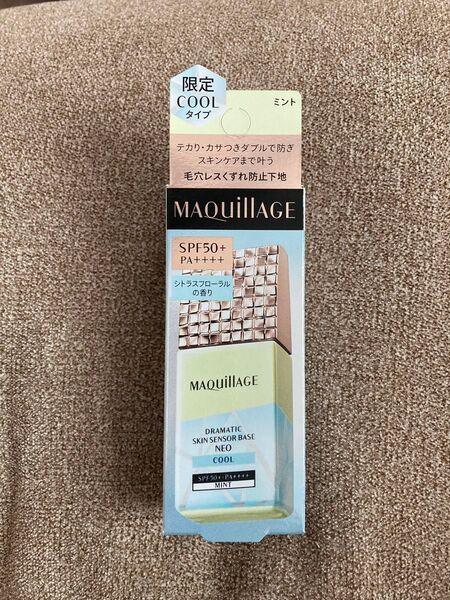 限定
COOL
タイプ
ミント
テカリ・カサつきダブルで防ぎ
スキンケアまで叶う
毛穴レスくずれ防止下地
MAQuillAGE
SPF50+
PA++++
シトラスフローラル
の香り
MAQuillAGE
DRAMATIC
SKIN SENSOR BASE
NEO
COOL
SPF50+・PA++++
MINT